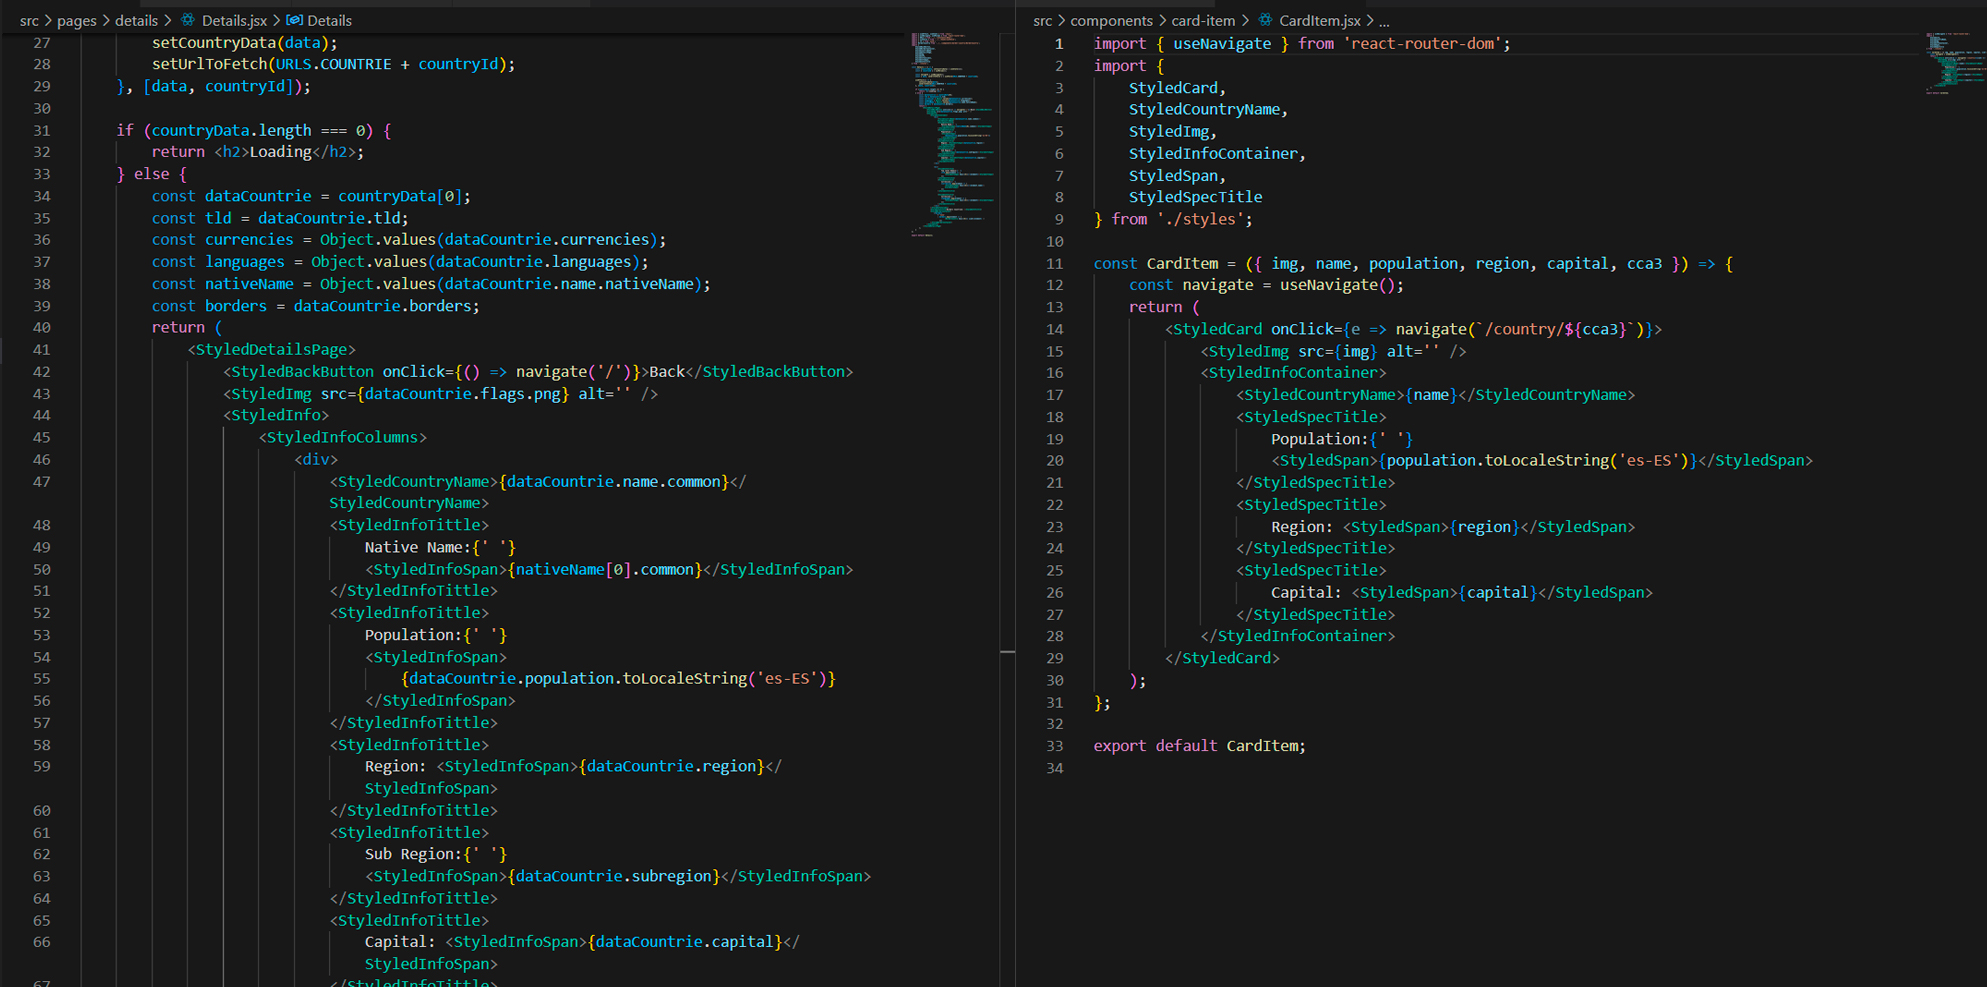 src > pages > details > Details.jsx > Details
27 setCountryData(data);
28 setUrlToFetch(URLS.COUNTRIE + countryId);
29 }, [data, countryId]);
30
31 if (countryData.length === 0) {
32 return <h2>Loading</h2>;
33 } else {
34 const dataCountrie = countryData[0];
35 const tld = dataCountrie.tld;
36 const currencies = Object.values(dataCountrie.currencies);
37 const languages = Object.values(dataCountrie.languages);
38 const nativeName = Object.values(dataCountrie.name.nativeName);
39 const borders = dataCountrie.borders;
40 return (
41 <StyledDetailsPage>
42 <StyledBackButton onClick={() => navigate('/')}>Back</StyledBackButton>
43 <StyledImg src={dataCountrie.flags.png} alt='' />
44 <StyledInfo>
45 <StyledInfoColumns>
46 <div>
47 <StyledCountryName>{dataCountrie.name.common}</
StyledCountryName>
48 <StyledInfoTittle>
49 Native Name:{' '}
50 <StyledInfoSpan>{nativeName[0].common}</StyledInfoSpan>
51 </StyledInfoTittle>
52 <StyledInfoTittle>
53 Population:{' '}
54 <StyledInfoSpan>
55 {dataCountrie.population.toLocaleString('es-ES')}
56 </StyledInfoSpan>
57 </StyledInfoTittle>
58 <StyledInfoTittle>
59 Region: <StyledInfoSpan>{dataCountrie.region}</
StyledInfoSpan>
60 </StyledInfoTittle>
61 <StyledInfoTittle>
62 Sub Region:{' '}
63 <StyledInfoSpan>{dataCountrie.subregion}</StyledInfoSpan>
64 </StyledInfoTittle>
65 <StyledInfoTittle>
66 Capital: <StyledInfoSpan>{dataCountrie.capital}</
StyledInfoSpan>
67 </StyledInfoTittle>
src > components > card-item > CardItem.jsx > ...
1 import { useNavigate } from 'react-router-dom';
2 import {
3 StyledCard,
4 StyledCountryName,
5 StyledImg,
6 StyledInfoContainer,
7 StyledSpan,
8 StyledSpecTitle
9 } from './styles';
10
11 const CardItem = ({ img, name, population, region, capital, cca3 }) => {
12 const navigate = useNavigate();
13 return (
14 <StyledCard onClick={e => navigate(`/country/${cca3}`)}>
15 <StyledImg src={img} alt='' />
16 <StyledInfoContainer>
17 <StyledCountryName>{name}</StyledCountryName>
18 <StyledSpecTitle>
19 Population:{' '}
20 <StyledSpan>{population.toLocaleString('es-ES')}</StyledSpan>
21 </StyledSpecTitle>
22 <StyledSpecTitle>
23 Region: <StyledSpan>{region}</StyledSpan>
24 </StyledSpecTitle>
25 <StyledSpecTitle>
26 Capital: <StyledSpan>{capital}</StyledSpan>
27 </StyledSpecTitle>
28 </StyledInfoContainer>
29 </StyledCard>
30 );
31 };
32
33 export default CardItem;
34